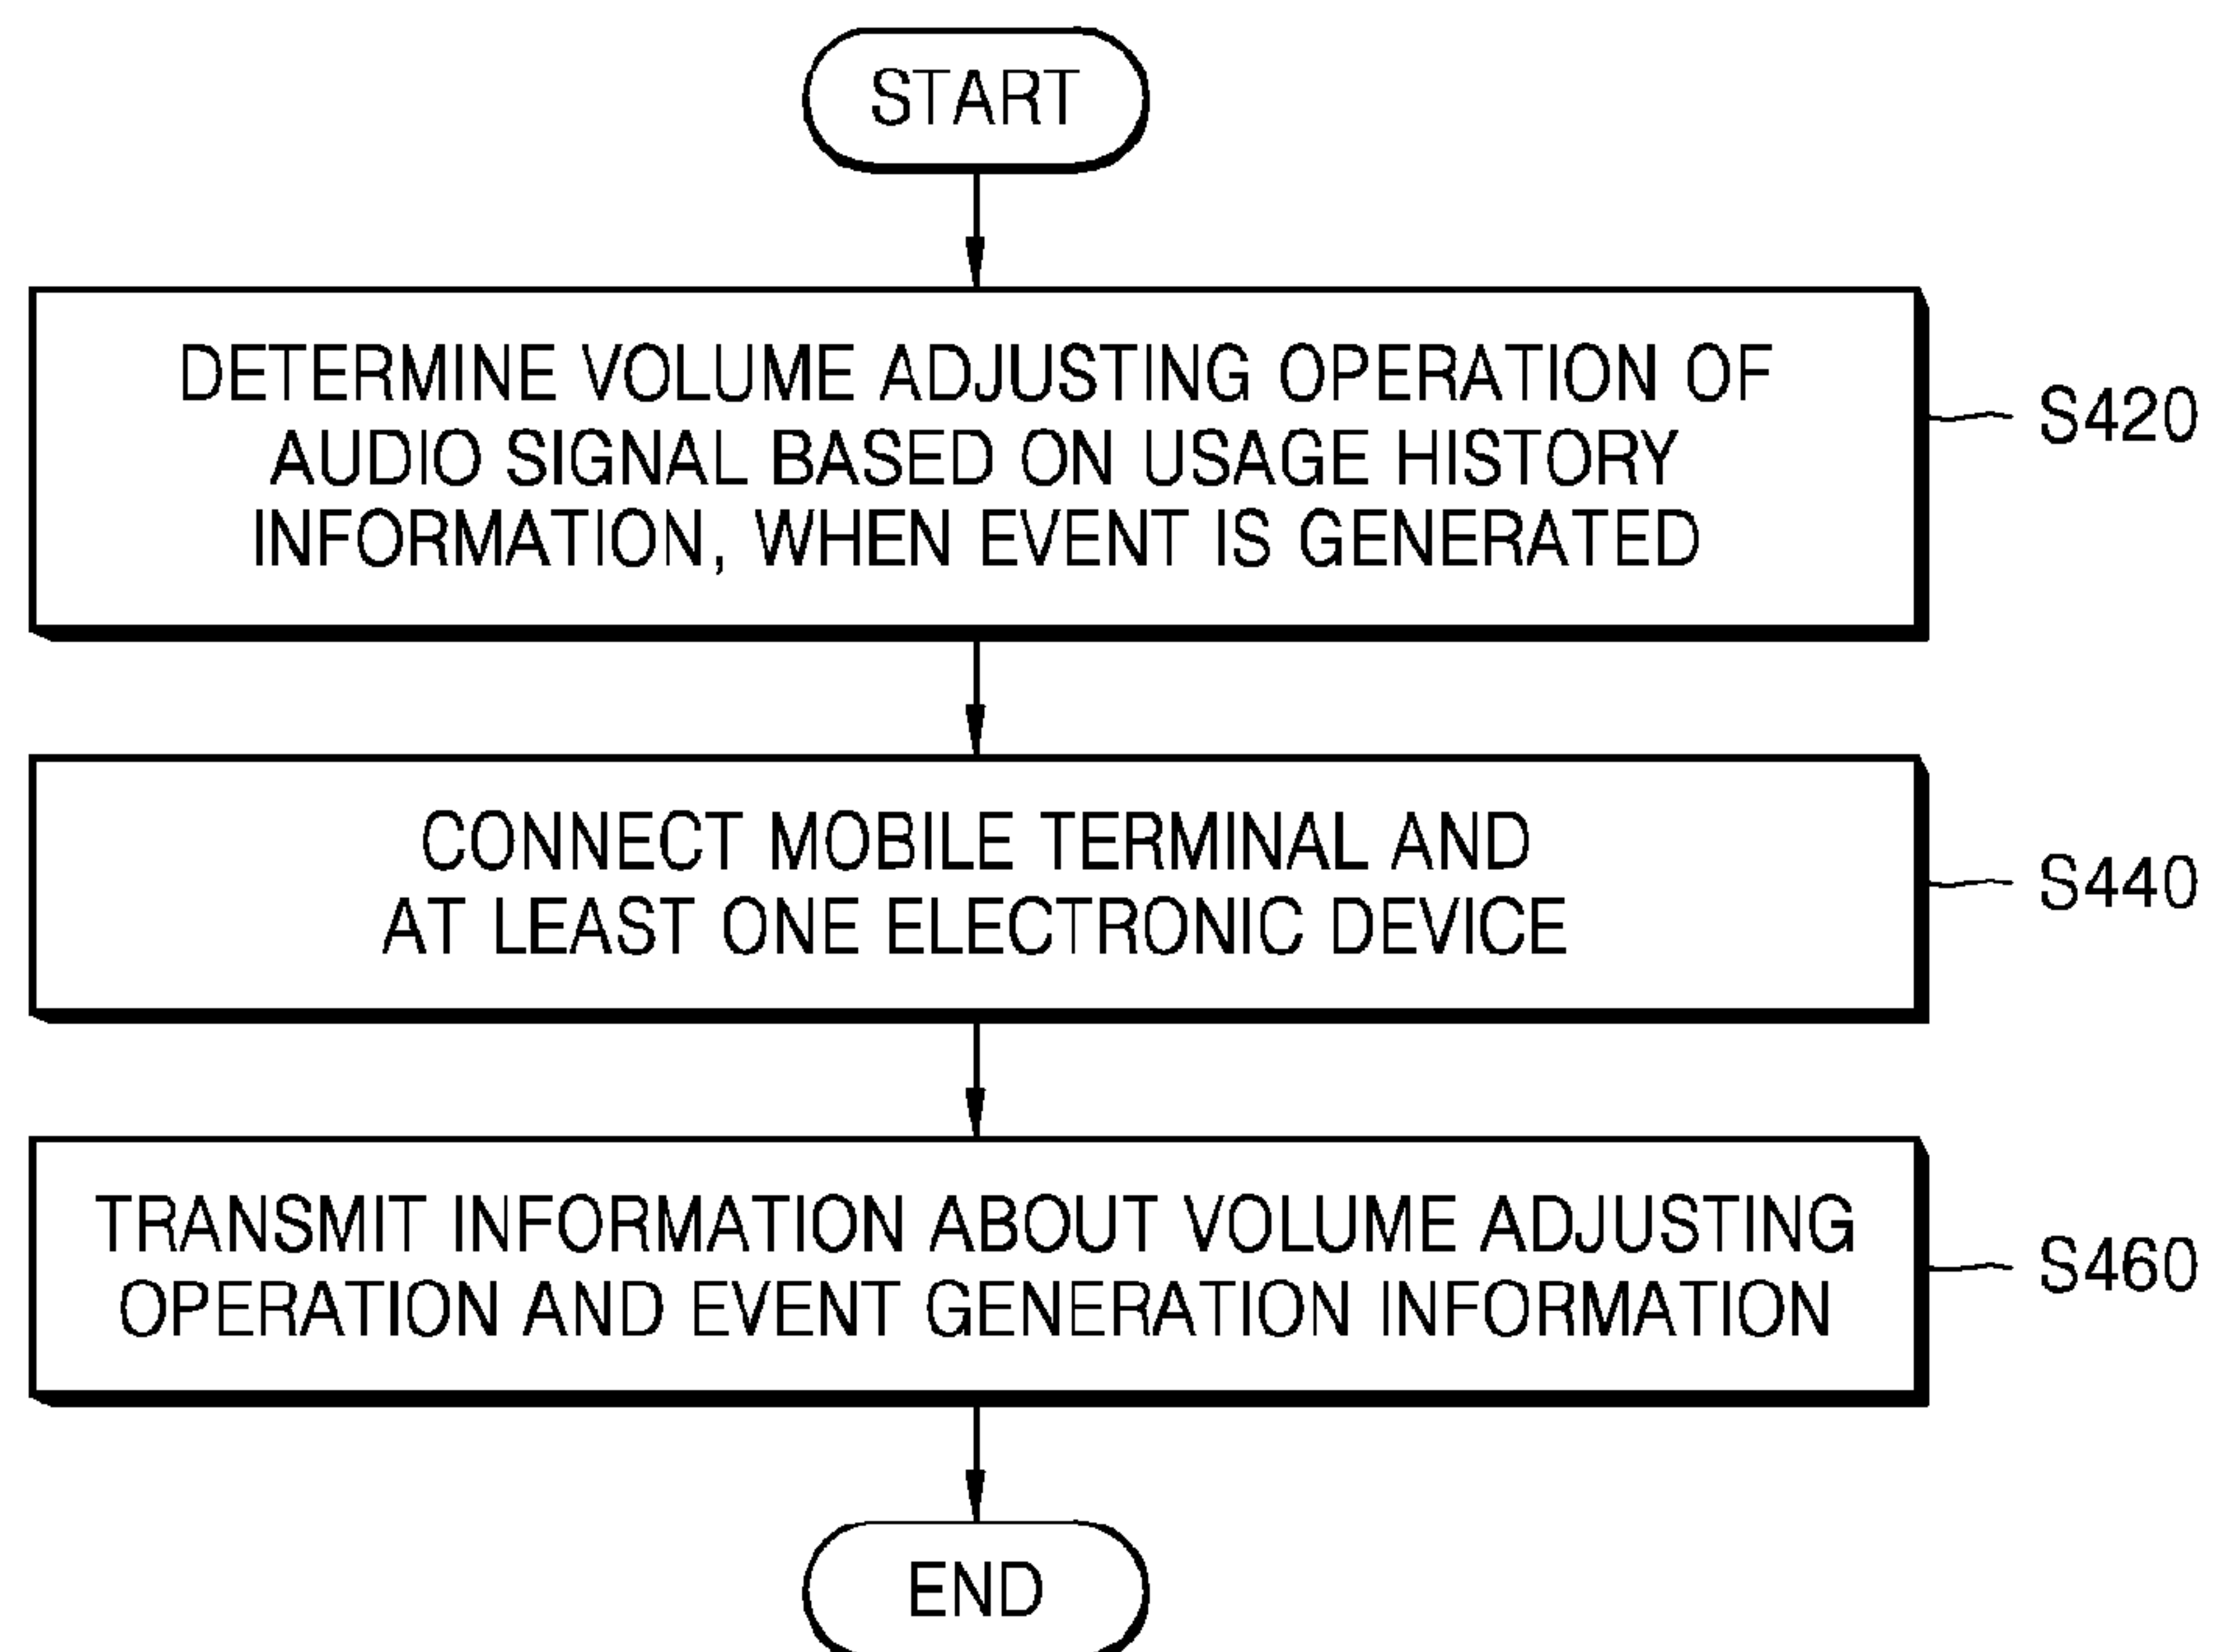 START
DETERMINE VOLUME ADJUSTING OPERATION OF
AUDIO SIGNAL BASED ON USAGE HISTORY
INFORMATION, WHEN EVENT IS GENERATED
S420
CONNECT MOBILE TERMINAL AND
AT LEAST ONE ELECTRONIC DEVICE
S440
TRANSMIT INFORMATION ABOUT VOLUME ADJUSTING
OPERATION AND EVENT GENERATION INFORMATION
S460
END